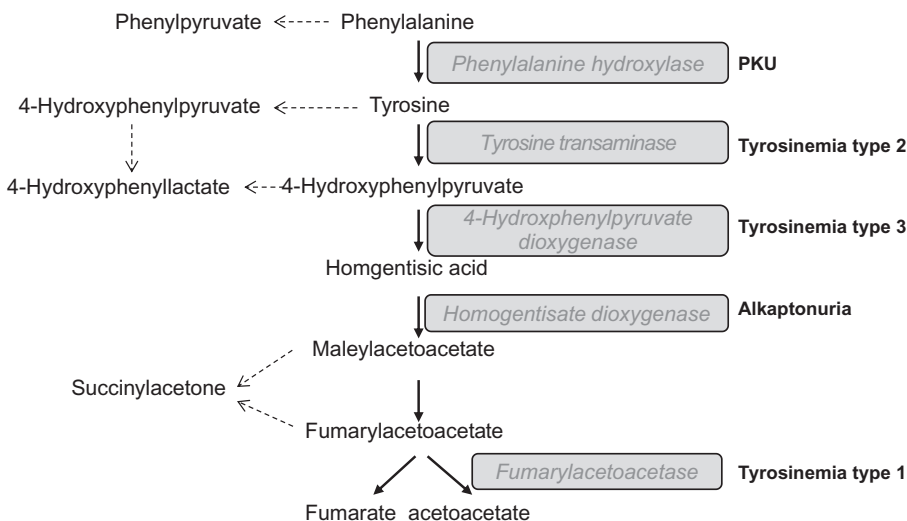 Phenylpyruvate
Phenylalanine
Phenylalanine hydroxylase
PKU
4-Hydroxyphenylpyruvate
Tyrosine
Tyrosine transaminase
Tyrosinemia type 2
4-Hydroxyphenyllactate
4-Hydroxyphenylpyruvate
4-Hydroxphenylpyruvate
dioxygenase
Tyrosinemia type 3
Homgentisic acid
Homogentisate dioxygenase
Alkaptonuria
Maleylacetoacetate
Succinylacetone
Fumarylacetoacetate
Fumarylacetoacetase
Tyrosinemia type 1
Fumarate acetoacetate